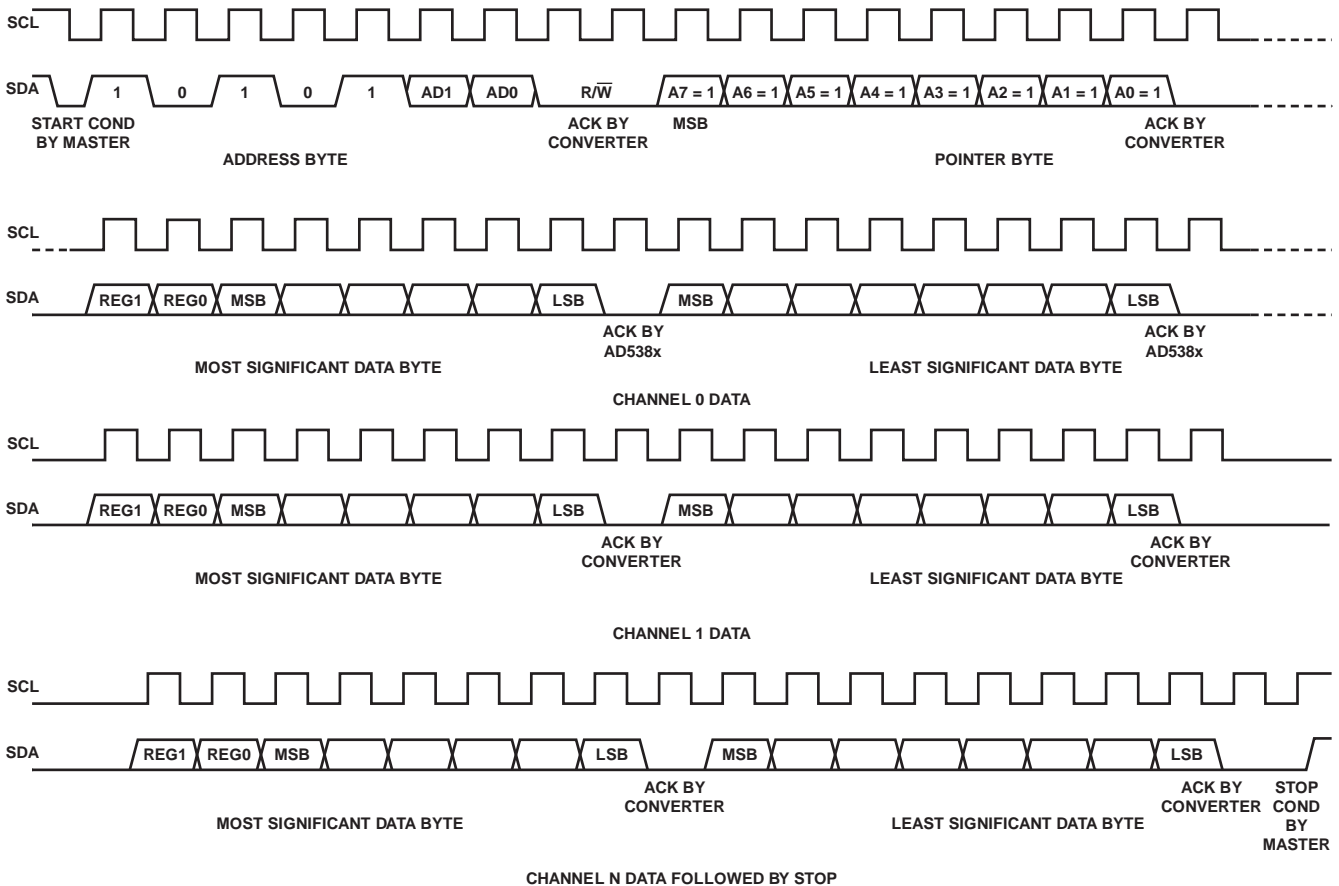 SCL
SDA 1 0 1 0 1 AD1 AD0 R/W̅ A7 = 1 A6 = 1 A5 = 1 A4 = 1 A3 = 1 A2 = 1 A1 = 1 A0 = 1
START COND BY MASTER
ACK BY CONVERTER
MSB
ACK BY CONVERTER
ADDRESS BYTE
POINTER BYTE
SCL
SDA REG1 REG0 MSB LSB MSB LSB
ACK BY AD538x
ACK BY AD538x
MOST SIGNIFICANT DATA BYTE
LEAST SIGNIFICANT DATA BYTE
CHANNEL 0 DATA
SCL
SDA REG1 REG0 MSB LSB MSB LSB
ACK BY CONVERTER
ACK BY CONVERTER
MOST SIGNIFICANT DATA BYTE
LEAST SIGNIFICANT DATA BYTE
CHANNEL 1 DATA
SCL
SDA REG1 REG0 MSB LSB MSB LSB
ACK BY CONVERTER
ACK BY CONVERTER
STOP COND BY MASTER
MOST SIGNIFICANT DATA BYTE
LEAST SIGNIFICANT DATA BYTE
CHANNEL N DATA FOLLOWED BY STOP